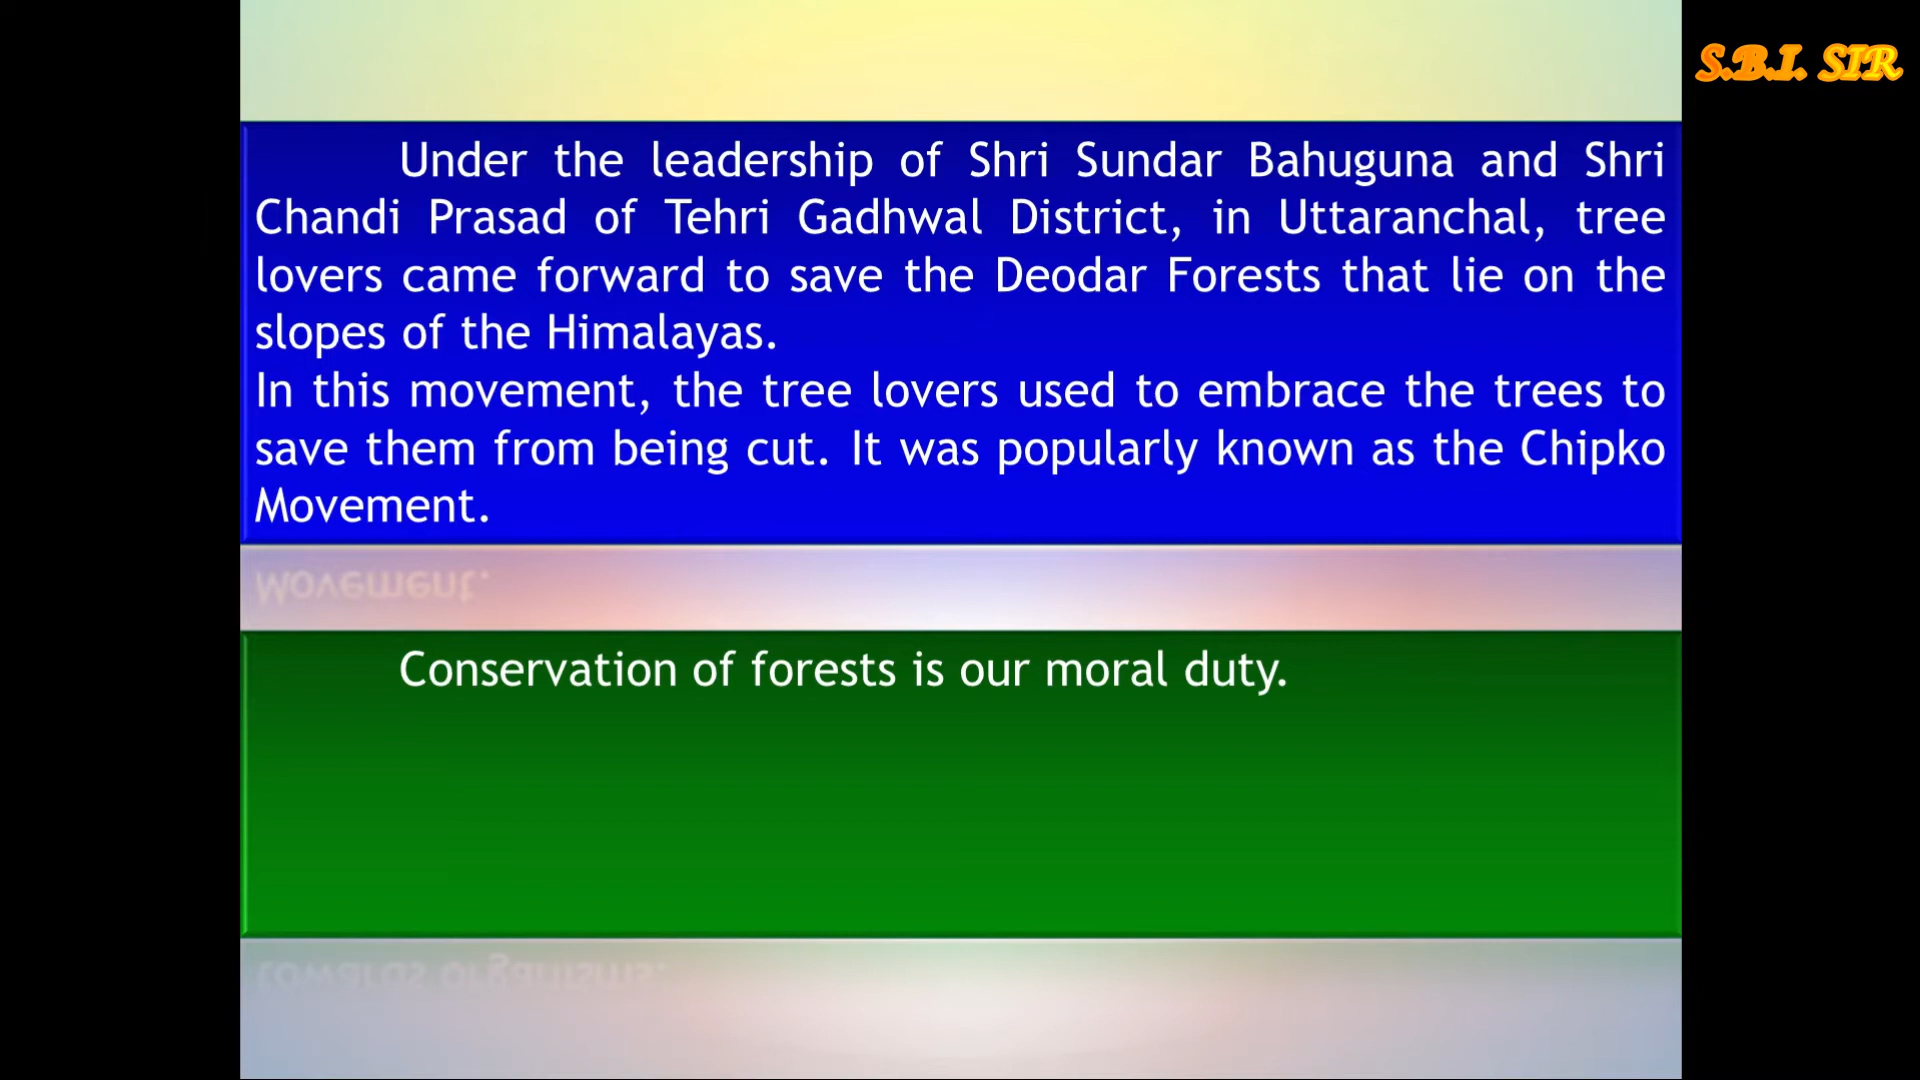 S.B.I. SIR
Under the leadership of Shri Sundar Bahuguna and Shri
Chandi Prasad of Tehri Gadhwal District, in Uttaranchal, tree
lovers came forward to save the Deodar Forests that lie on the
slopes of the Himalayas.
In this movement, the tree lovers used to embrace the trees to
save them from being cut. It was popularly known as the Chipko
Movement.
Movement.
Conservation of forests is our moral duty.
towards organisms.